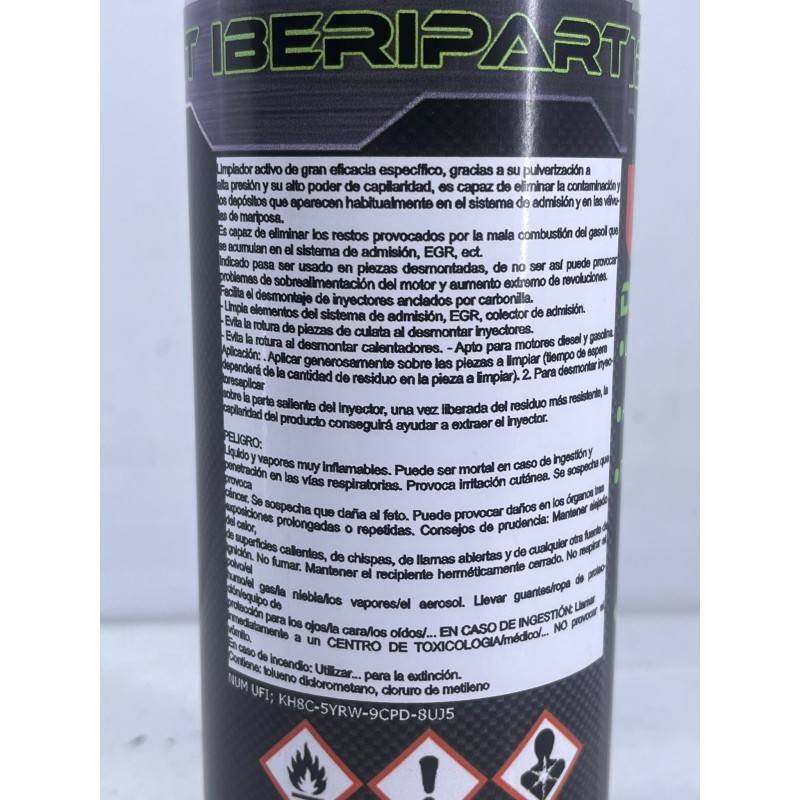 T IBERIPART
Limpiador activo de gran eficacia específico, gracias a su pulverización a
alta presión y su alto poder de capilaridad, es capaz de eliminar la contaminación y
los depósitos que aparecen habitualmente en el sistema de admisión y en las válvu-
las de mariposa.
Es capaz de eliminar los restos provocados por la mala combustión del gasoil que
se acumulan en el sistema de admisión, EGR, ect.
Indicado pasa ser usado en piezas desmontadas, de no ser así puede provocar
problemas de sobrealimentación del motor y aumento extremo de revoluciones.
Facilita el desmontaje de inyectores anclados por carbonilla.
- Limpia elementos del sistema de admisión, EGR, colector de admisión.
- Evita la rotura de piezas de culata al desmontar inyectores.
- Evita la rotura al desmontar calentadores. - Apto para motores diesel y gasolina.
Aplicación: . Aplicar generosamente sobre las piezas a limpiar (tiempo de espera
dependerá de la cantidad de residuo en la pieza a limpiar). 2. Para desmontar inyec-
toresaplicar
sobre la parte saliente del inyector, una vez liberada del residuo más resistente, la
capilaridad del producto conseguirá ayudar a extraer el inyector.
PELIGRO:
Líquido y vapores muy inflamables. Puede ser mortal en caso de ingestión y
penetración en las vías respiratorias. Provoca irritación cutánea. Se sospecha que
provoca
cáncer. Se sospecha que daña al feto. Puede provocar daños en los órganos tras
exposiciones prolongadas o repetidas. Consejos de prudencia: Mantener alejado
del calor,
de superficies calientes, de chispas, de llamas abiertas y de cualquier otra fuente de
ignición. No fumar. Mantener el recipiente herméticamente cerrado. No respirar el
polvo/el
humo/el gas/la niebla/los vapores/el aerosol. Llevar guantes/ropa de protec-
ción/equipo de
protección para los ojos/la cara/los oídos/... EN CASO DE INGESTIÓN: Llamar
inmediatamente a un CENTRO DE TOXICOLOGIA/médico/... NO provocar el
vómito.
En caso de incendio: Utilizar... para la extinción.
Contiene: tolueno diclorometano, cloruro de metileno
NUM UFI; KH8C-5YRW-9CPD-8UJ5